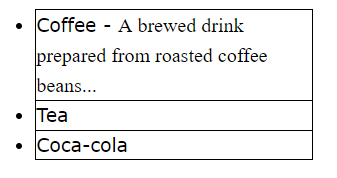 Coffee - A brewed drink
prepared from roasted coffee
beans...
Tea
Coca-cola